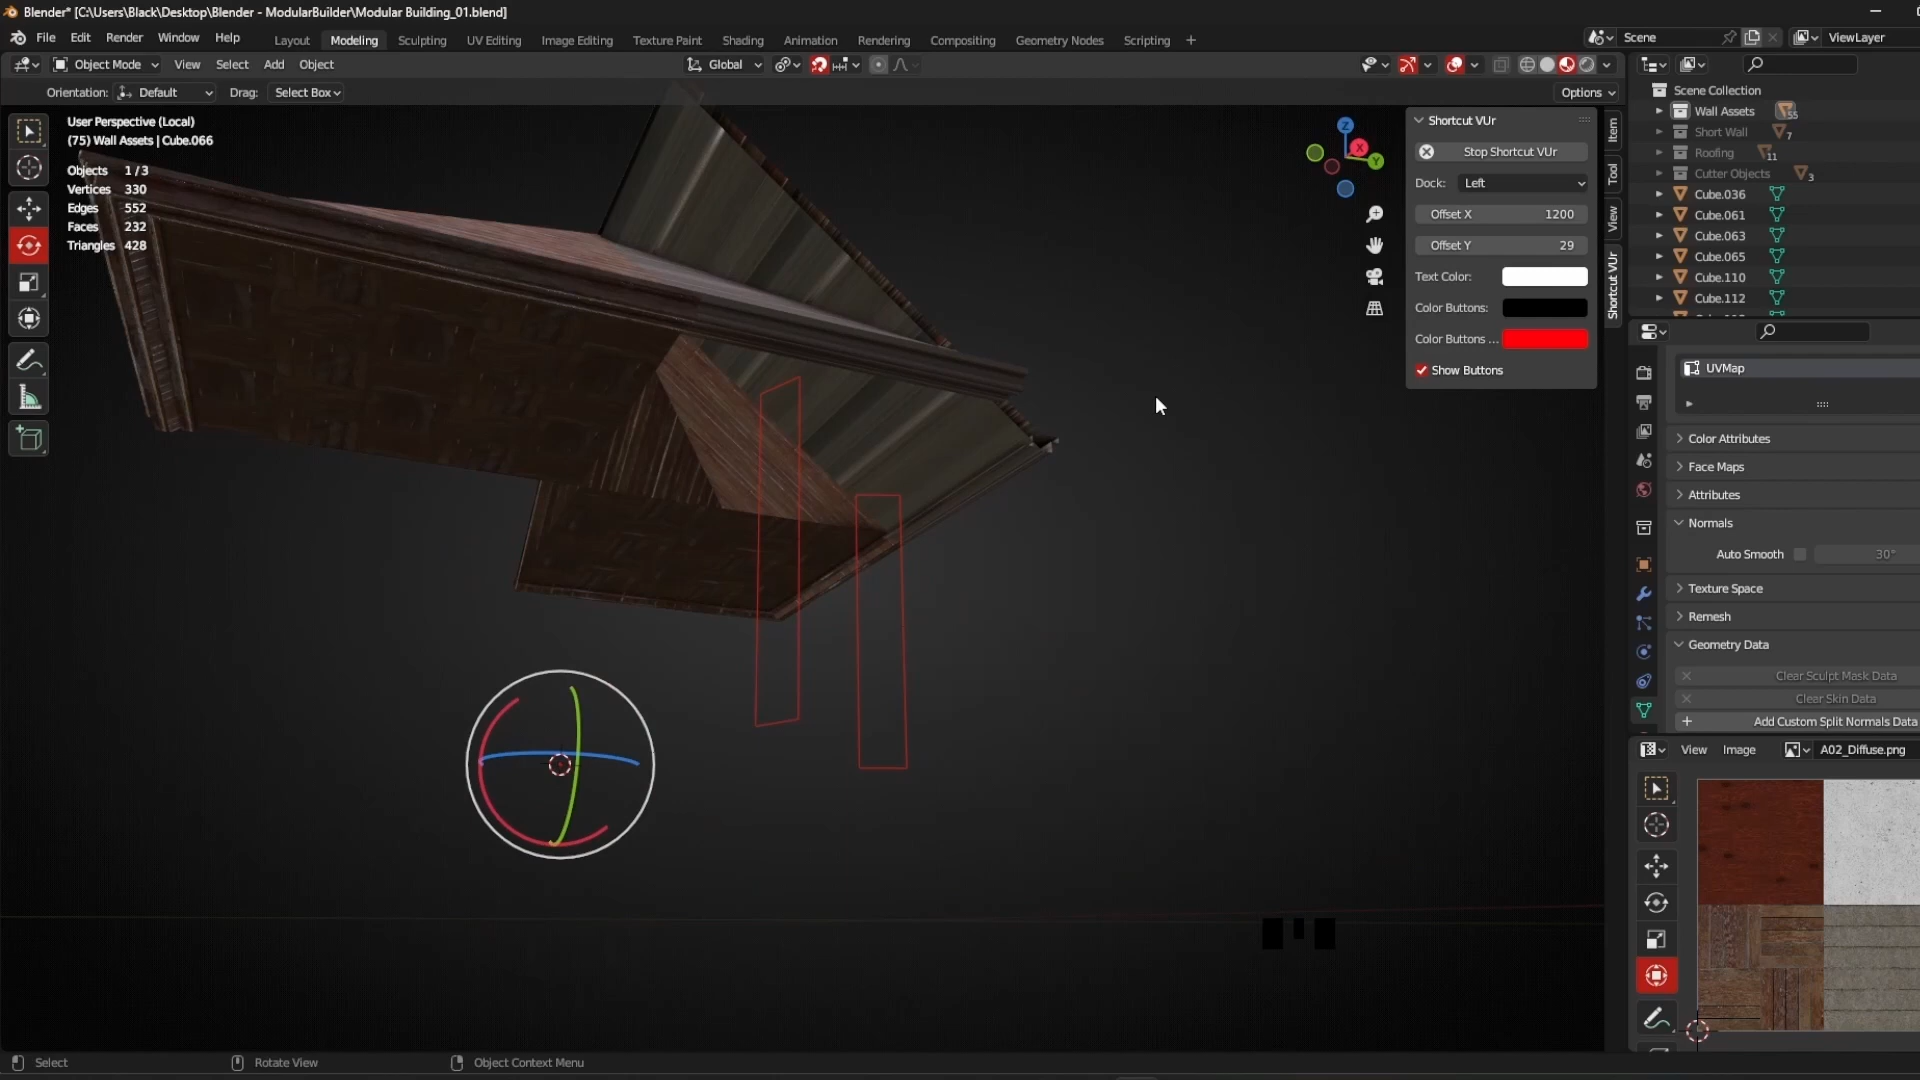 Blender* [C:\Users\Black\Desktop\Blender - ModularBuilder\Modular Building_01.blend]
File Edit Render Window Help
Layout Modeling Sculpting UV Editing Image Editing Texture Paint Shading Animation Rendering Compositing Geometry Nodes Scripting +
Scene
ViewLayer
Object Mode View Select Add Object
Global
Orientation: Default Drag: Select Box
Options
User Perspective (Local)
(75) Wall Assets | Cube.066
Objects 1 / 3
Vertices 330
Edges 552
Faces 232
Triangles 428
Z
X
Y
Shortcut VUr
Stop Shortcut VUr
Dock: Left
Offset X 1200
Offset Y 29
Text Color:
Color Buttons:
Color Buttons ...
Show Buttons
Item
Tool
View
Shortcut VUr
Scene Collection
Wall Assets 55
Short Wall 7
Roofing 11
Cutter Objects 3
Cube.036
Cube.061
Cube.063
Cube.065
Cube.110
Cube.112
UVMap
Color Attributes
Face Maps
Attributes
Normals
Auto Smooth 30°
Texture Space
Remesh
Geometry Data
Clear Sculpt Mask Data
Clear Skin Data
Add Custom Split Normals Data
View Image A02_Diffuse.png
Select Rotate View Object Context Menu